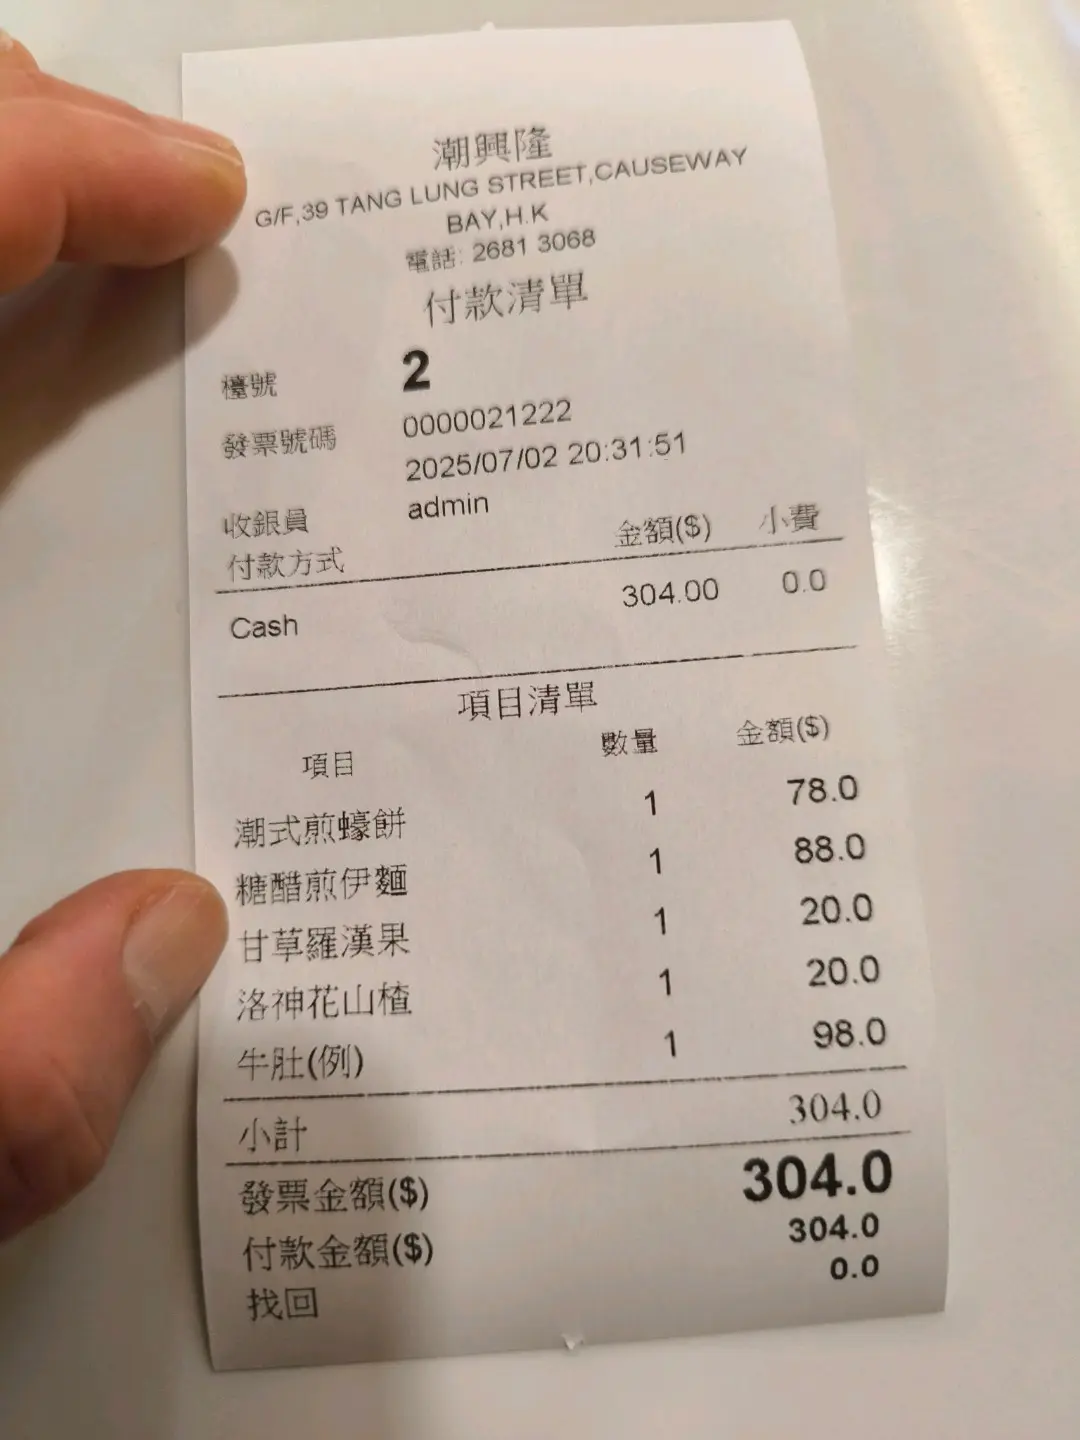 潮興隆
G/F,39 TANG LUNG STREET,CAUSEWAY
BAY,H.K
電話: 2681 3068
付款清單
檯號 2
發票號碼 0000021222
2025/07/02 20:31:51
收銀員 admin
付款方式 金額($) 小費
Cash 304.00 0.0
項目清單
項目 數量 金額($)
潮式煎蠔餅 1 78.0
糖醋煎伊麵 1 88.0
甘草羅漢果 1 20.0
洛神花山楂 1 20.0
牛肚(例) 1 98.0
小計 304.0
發票金額($) 304.0
付款金額($) 304.0
找回 0.0